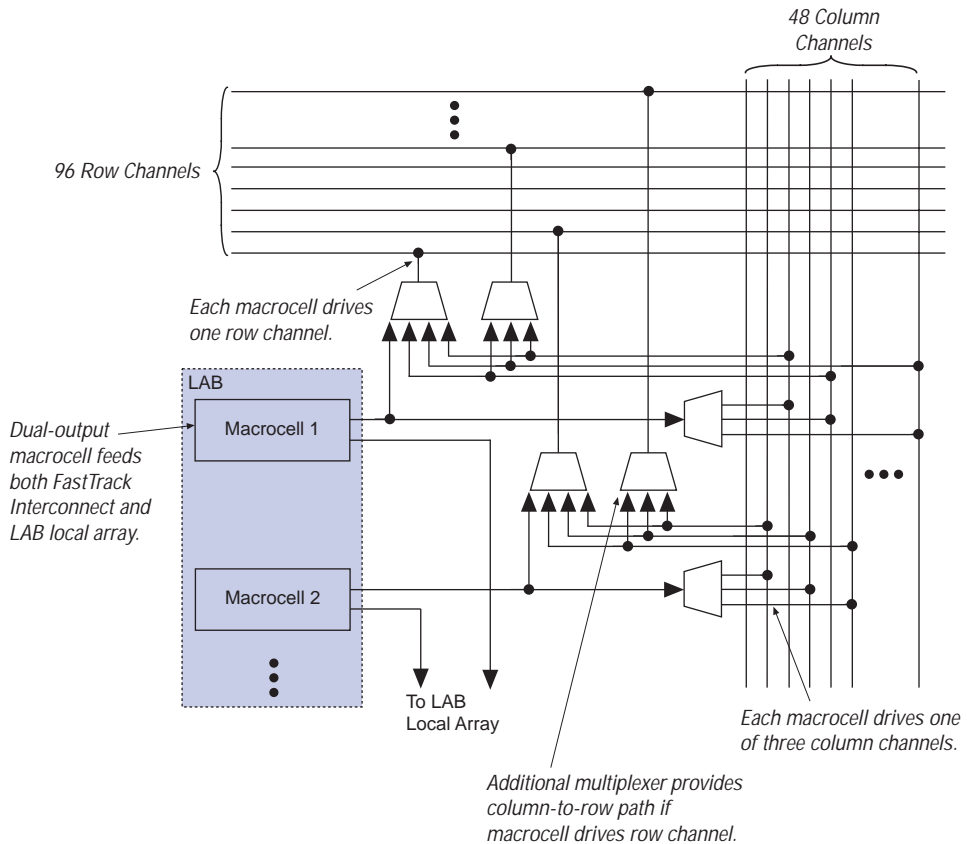 48 Column
Channels
96 Row Channels
Each macrocell drives
one row channel.
LAB
Macrocell 1
Dual-output
macrocell feeds
both FastTrack
Interconnect and
LAB local array.
Macrocell 2
To LAB
Local Array
Each macrocell drives one
of three column channels.
Additional multiplexer provides
column-to-row path if
macrocell drives row channel.